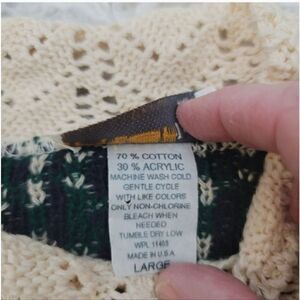 70 % COTTON
30 % ACRYLIC
MACHINE WASH COLD
GENTLE CYCLE
WITH LIKE COLORS
ONLY NON-CHLORINE
BLEACH WHEN
NEEDED
TUMBLE DRY LOW
WPL 11403
MADE IN U.S.A
LARGE